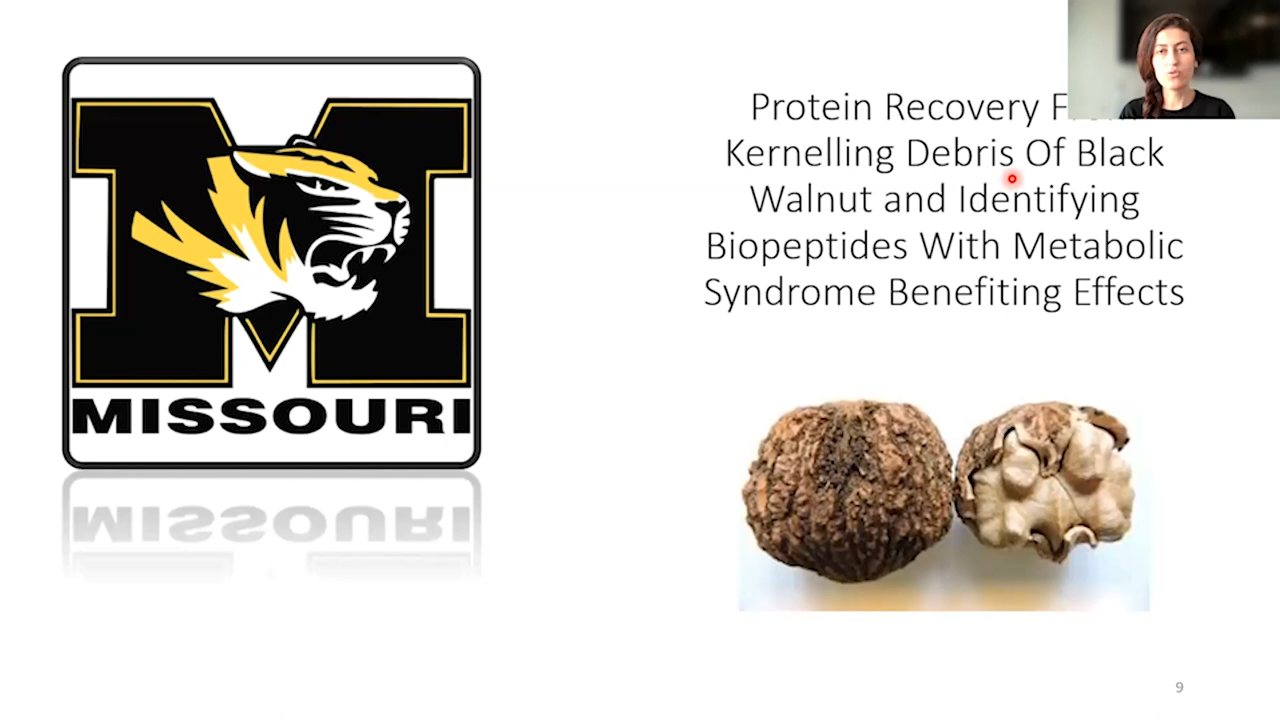 MISSOURI
Protein Recovery
Kernelling Debris Of Black
Walnut and Identifying
Biopeptides With Metabolic
Syndrome Benefiting Effects
9